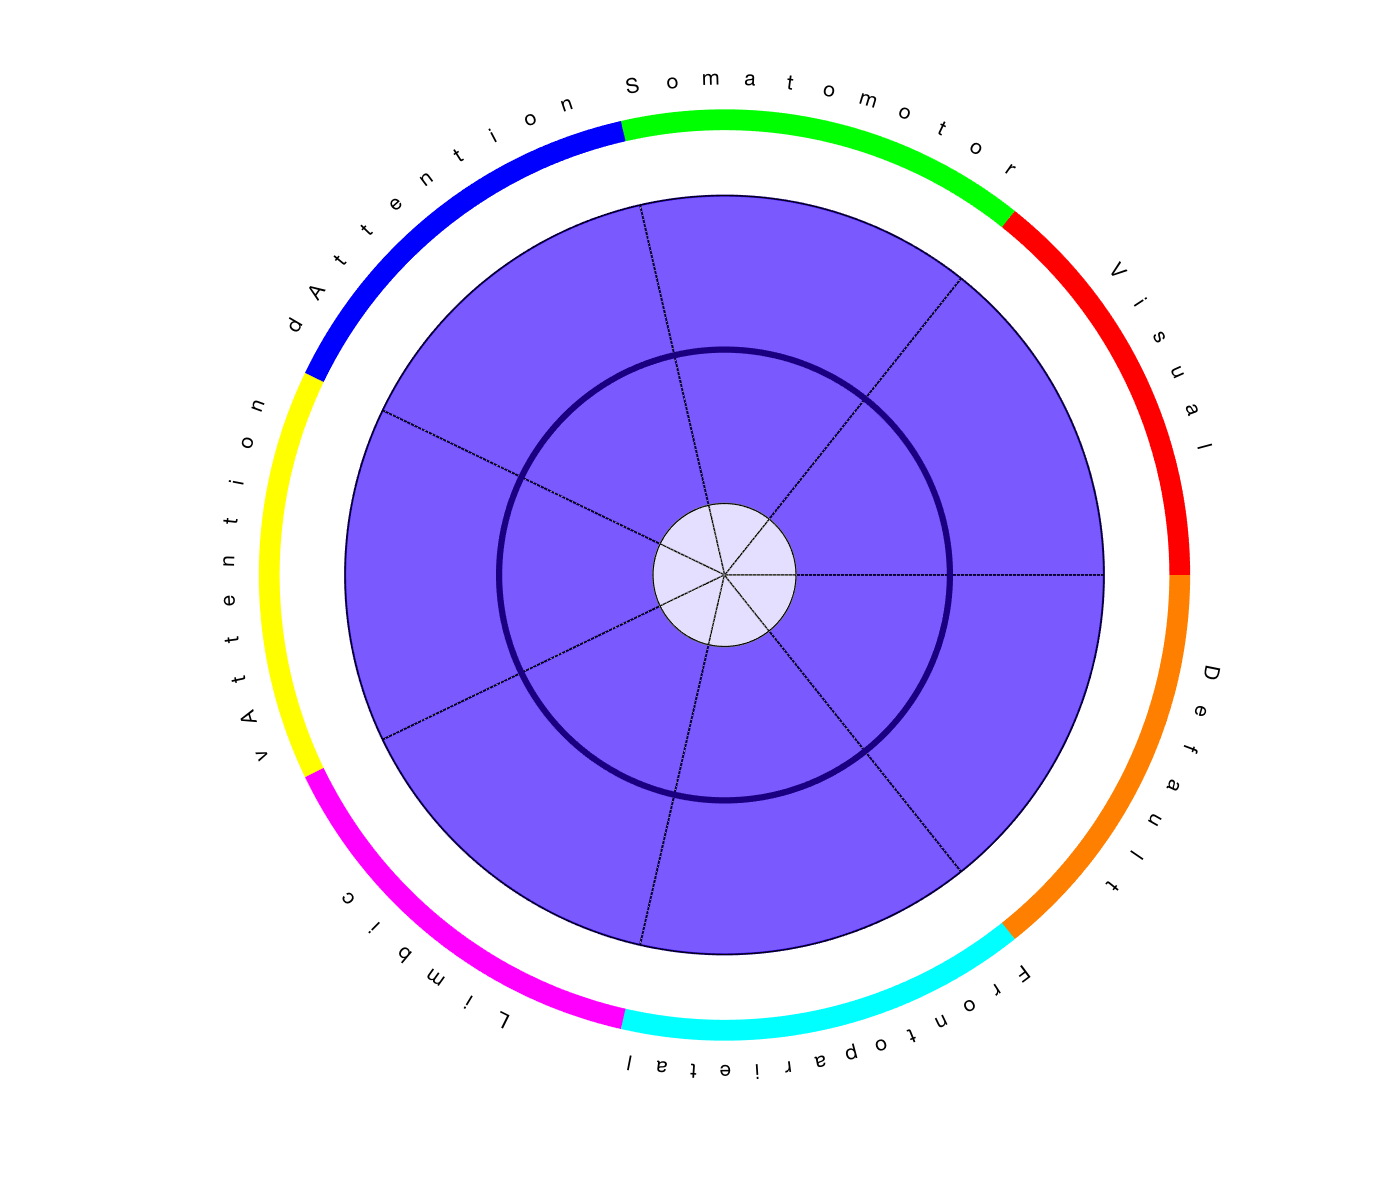 Visual
Somatomotor
dAttention
vAttention
Limbic
Frontoparietal
Default